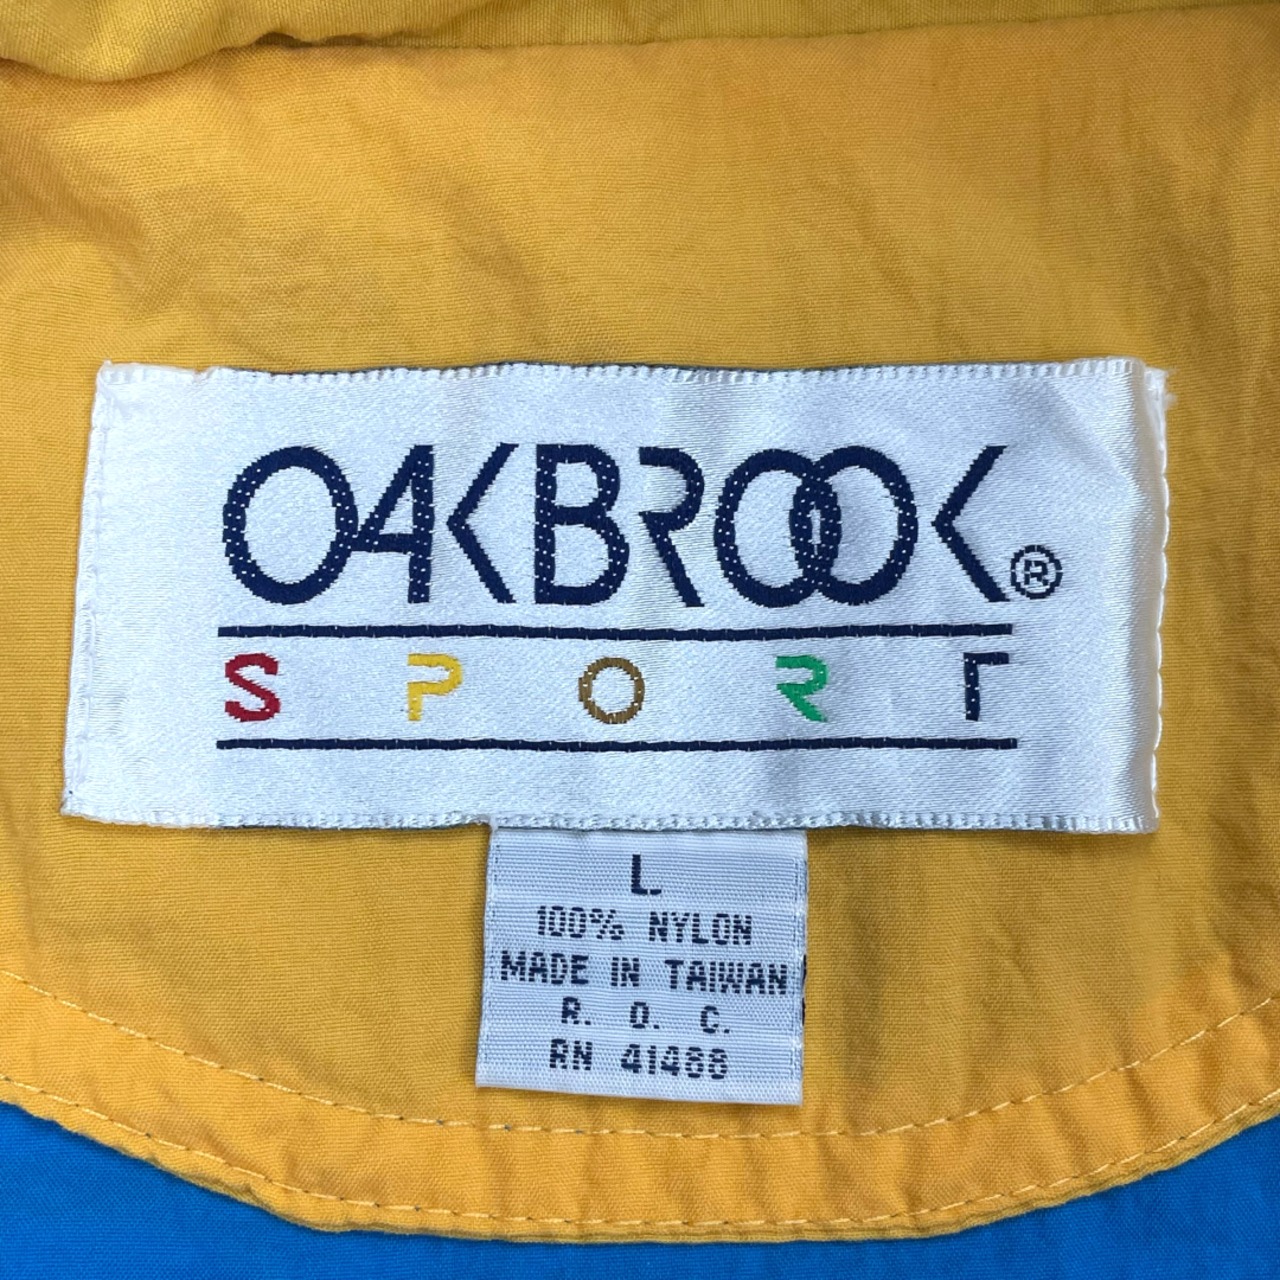 OAKBROOK®
SPORT
L
100% NYLON
MADE IN TAIWAN
R. O. C.
RN 41488